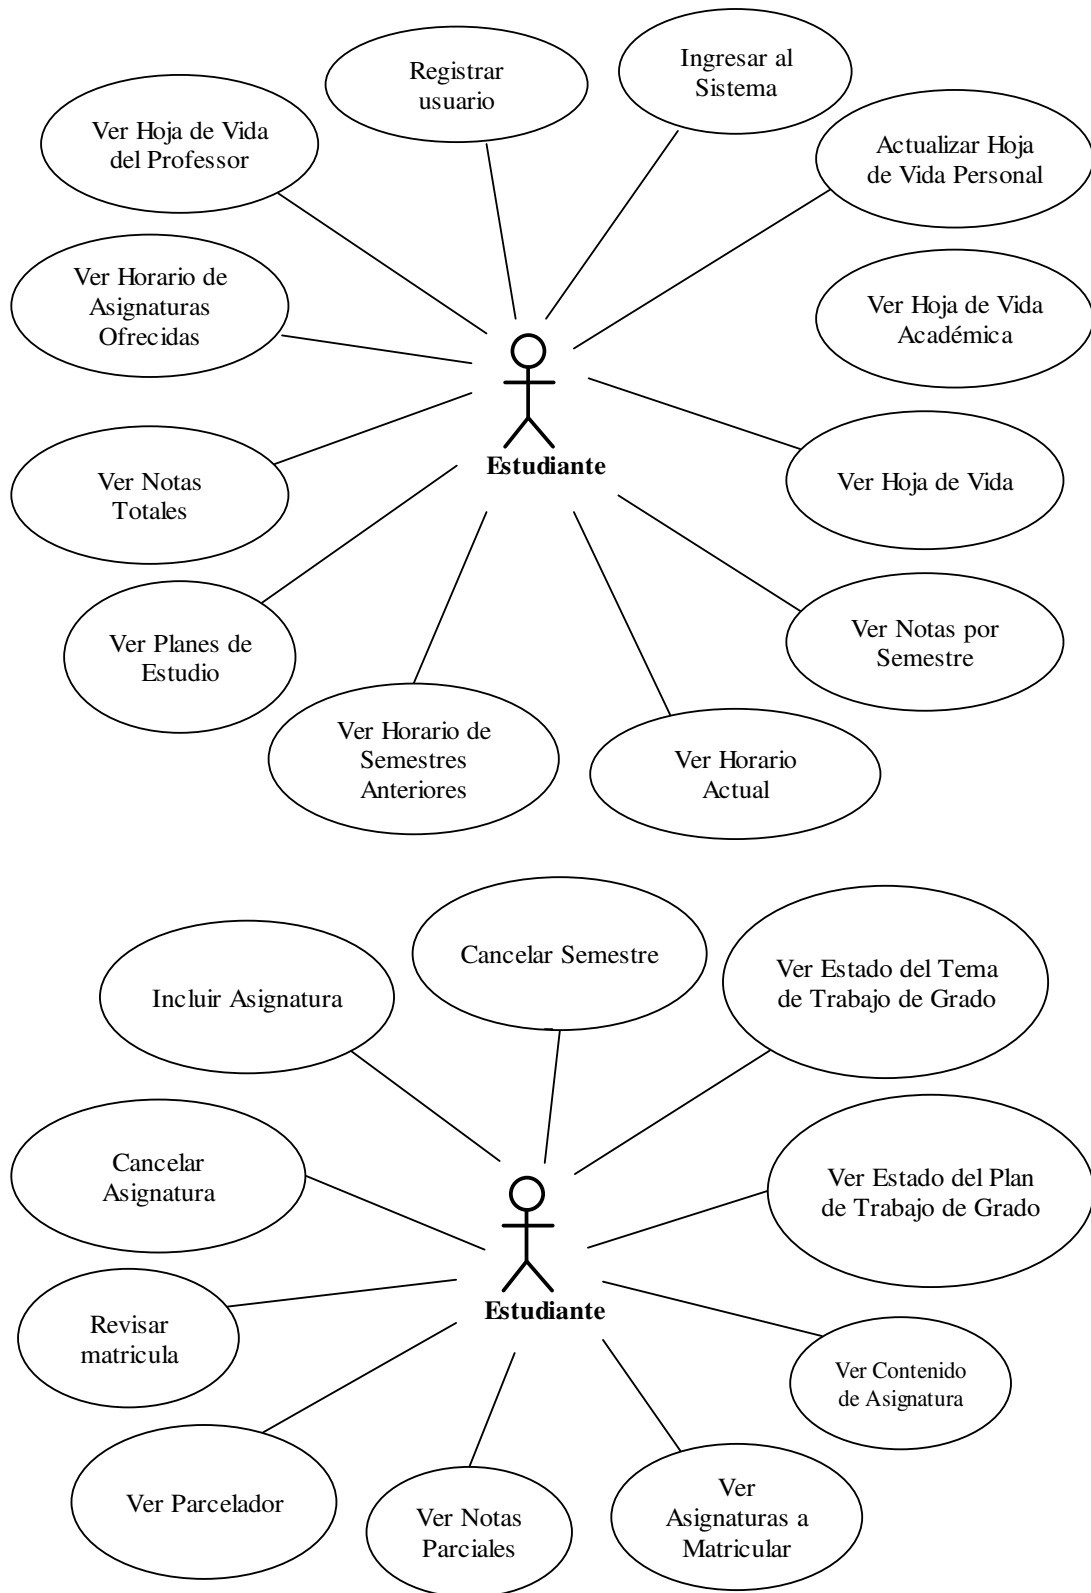 Registrar
usuario
Ingresar al
Sistema
Ver Hoja de Vida
del Professor
Actualizar Hoja
de Vida Personal
Ver Horario de
Asignaturas
Ofrecidas
Ver Hoja de Vida
Académica
Estudiante
Ver Notas
Totales
Ver Hoja de Vida
Ver Planes de
Estudio
Ver Notas por
Semestre
Ver Horario de
Semestres
Anteriores
Ver Horario
Actual
Cancelar Semestre
Incluir Asignatura
Ver Estado del Tema
de Trabajo de Grado
Cancelar
Asignatura
Ver Estado del Plan
de Trabajo de Grado
Estudiante
Revisar
matricula
Ver Contenido
de Asignatura
Ver Parcelador
Ver Notas
Parciales
Ver
Asignaturas a
Matricular